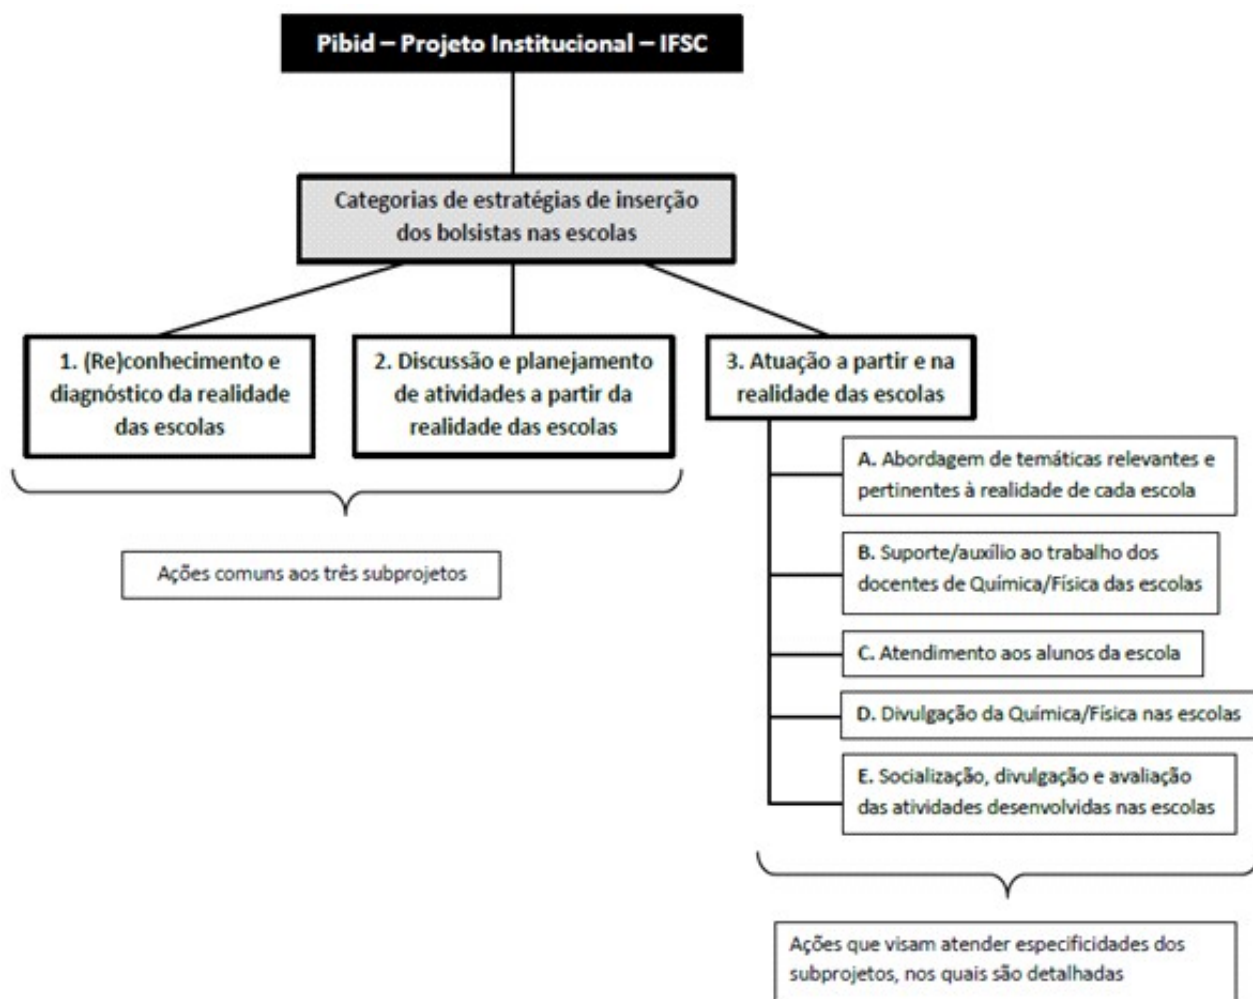 Pibid – Projeto Institucional – IFSC
Categorias de estratégias de inserção
dos bolsistas nas escolas
1. (Re)conhecimento e
diagnóstico da realidade
das escolas
2. Discussão e planejamento
de atividades a partir da
realidade das escolas
3. Atuação a partir e na
realidade das escolas
Ações comuns aos três subprojetos
A. Abordagem de temáticas relevantes e
pertinentes à realidade de cada escola
B. Suporte/auxílio ao trabalho dos
docentes de Química/Física das escolas
C. Atendimento aos alunos da escola
D. Divulgação da Química/Física nas escolas
E. Socialização, divulgação e avaliação
das atividades desenvolvidas nas escolas
Ações que visam atender especificidades dos
subprojetos, nos quais são detalhadas